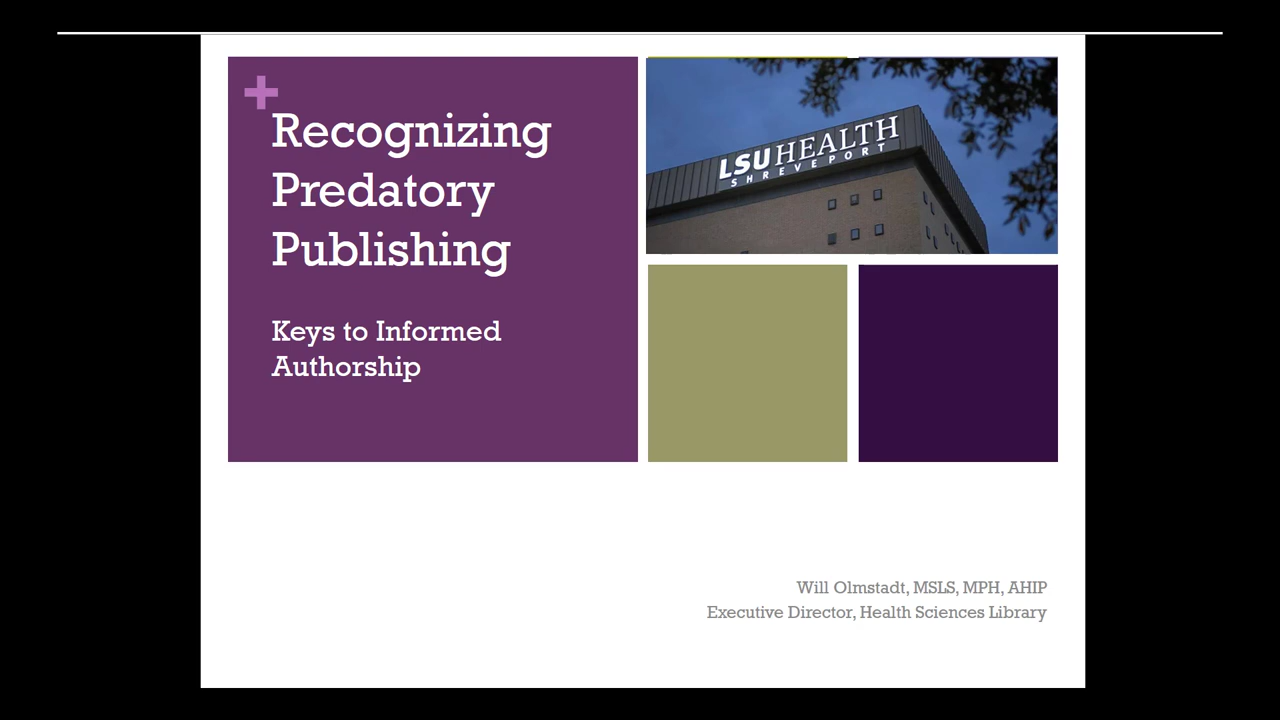 Recognizing
Predatory
Publishing
Keys to Informed
Authorship
LSU HEALTH
SHREVEPORT
Will Olmstadt, MSLS, MPH, AHIP
Executive Director, Health Sciences Library